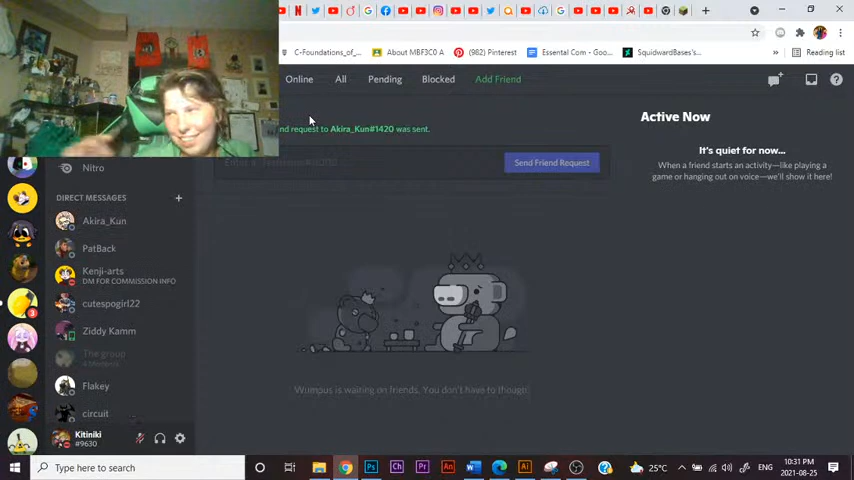 C-Foundations_of_...
About MBF3C0 A
(982) Pinterest
Essental Com - Goo...
SquidwardBases's...
Reading list
Online
All
Pending
Blocked
Add Friend
nd request to Akira_Kun#1420 was sent.
Send Friend Request
Active Now
It's quiet for now...
When a friend starts an activity—like playing a
game or hanging out on voice—we'll show it here!
Nitro
DIRECT MESSAGES
Akira_Kun
PatBack
Kenji-arts
DM FOR COMMISSION INFO
cutespogirl22
Ziddy Kamm
The group
4 Members
Flakey
circuit
Wumpus is waiting on friends. You don't have to though!
3
Kitiniki
#9630
Type here to search
25°C
ENG
10:31 PM
2021-08-25